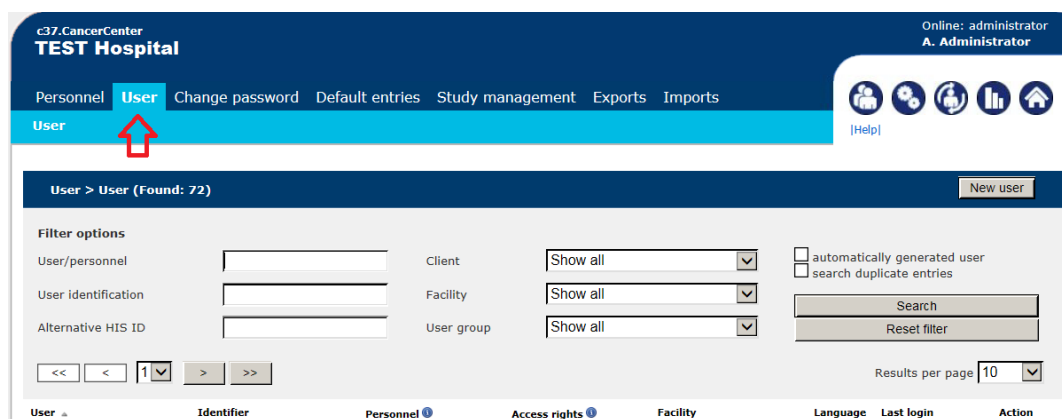 c37.CancerCenter
TEST Hospital
Online: administrator
A. Administrator
Personnel User Change password Default entries Study management Exports Imports
|Help|
User
User > User (Found: 72)
New user
Filter options
User/personnel
Client Show all
automatically generated user
search duplicate entries
User identification
Facility Show all
Search
Alternative HIS ID
User group Show all
Reset filter
<< < 1 > >>
Results per page 10
User Identifier Personnel Access rights Facility Language Last login Action